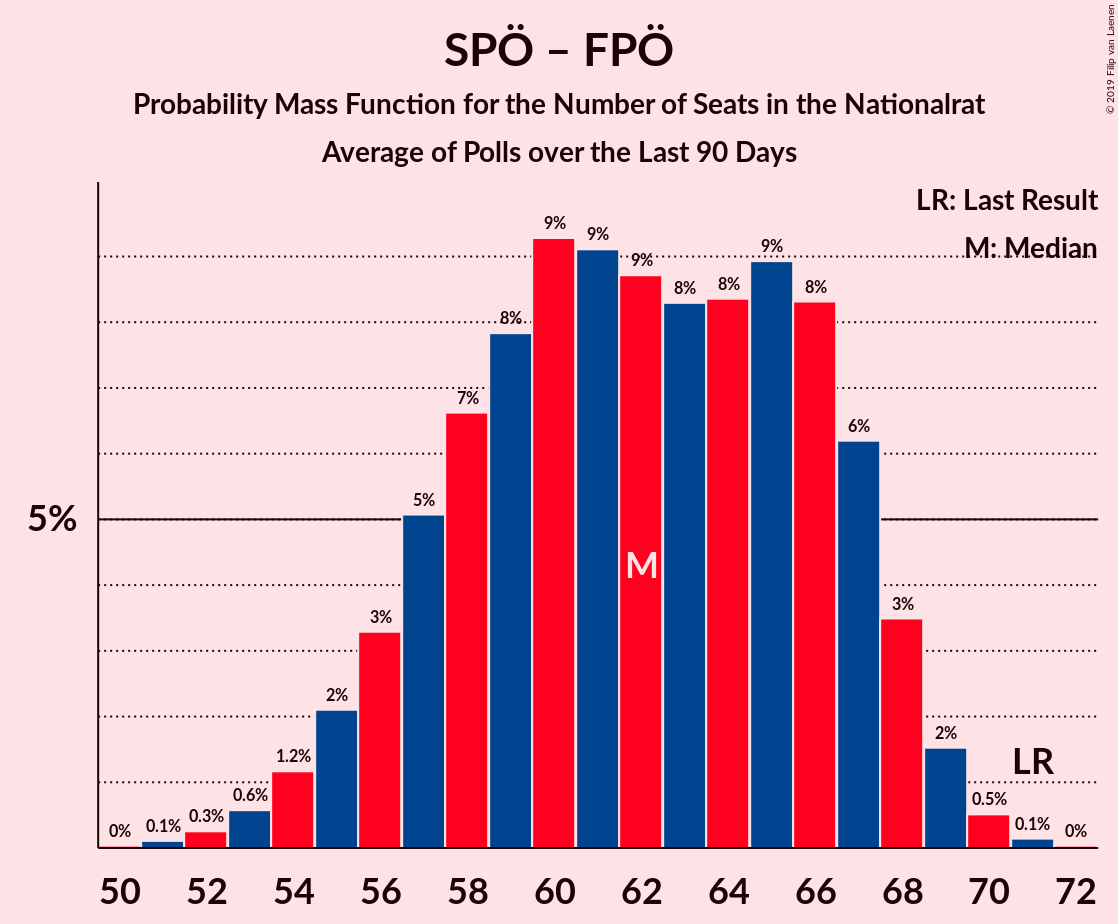 SPÖ – FPÖ
Probability Mass Function for the Number of Seats in the Nationalrat
Average of Polls over the Last 90 Days
© 2019 Filip van Laenen
LR: Last Result
M: Median
5%
0%
0.1%
0.3%
0.6%
1.2%
2%
3%
5%
7%
8%
9%
9%
9%
8%
8%
9%
8%
6%
3%
2%
0.5%
0.1%
0%
M
LR
50 52 54 56 58 60 62 64 66 68 70 72